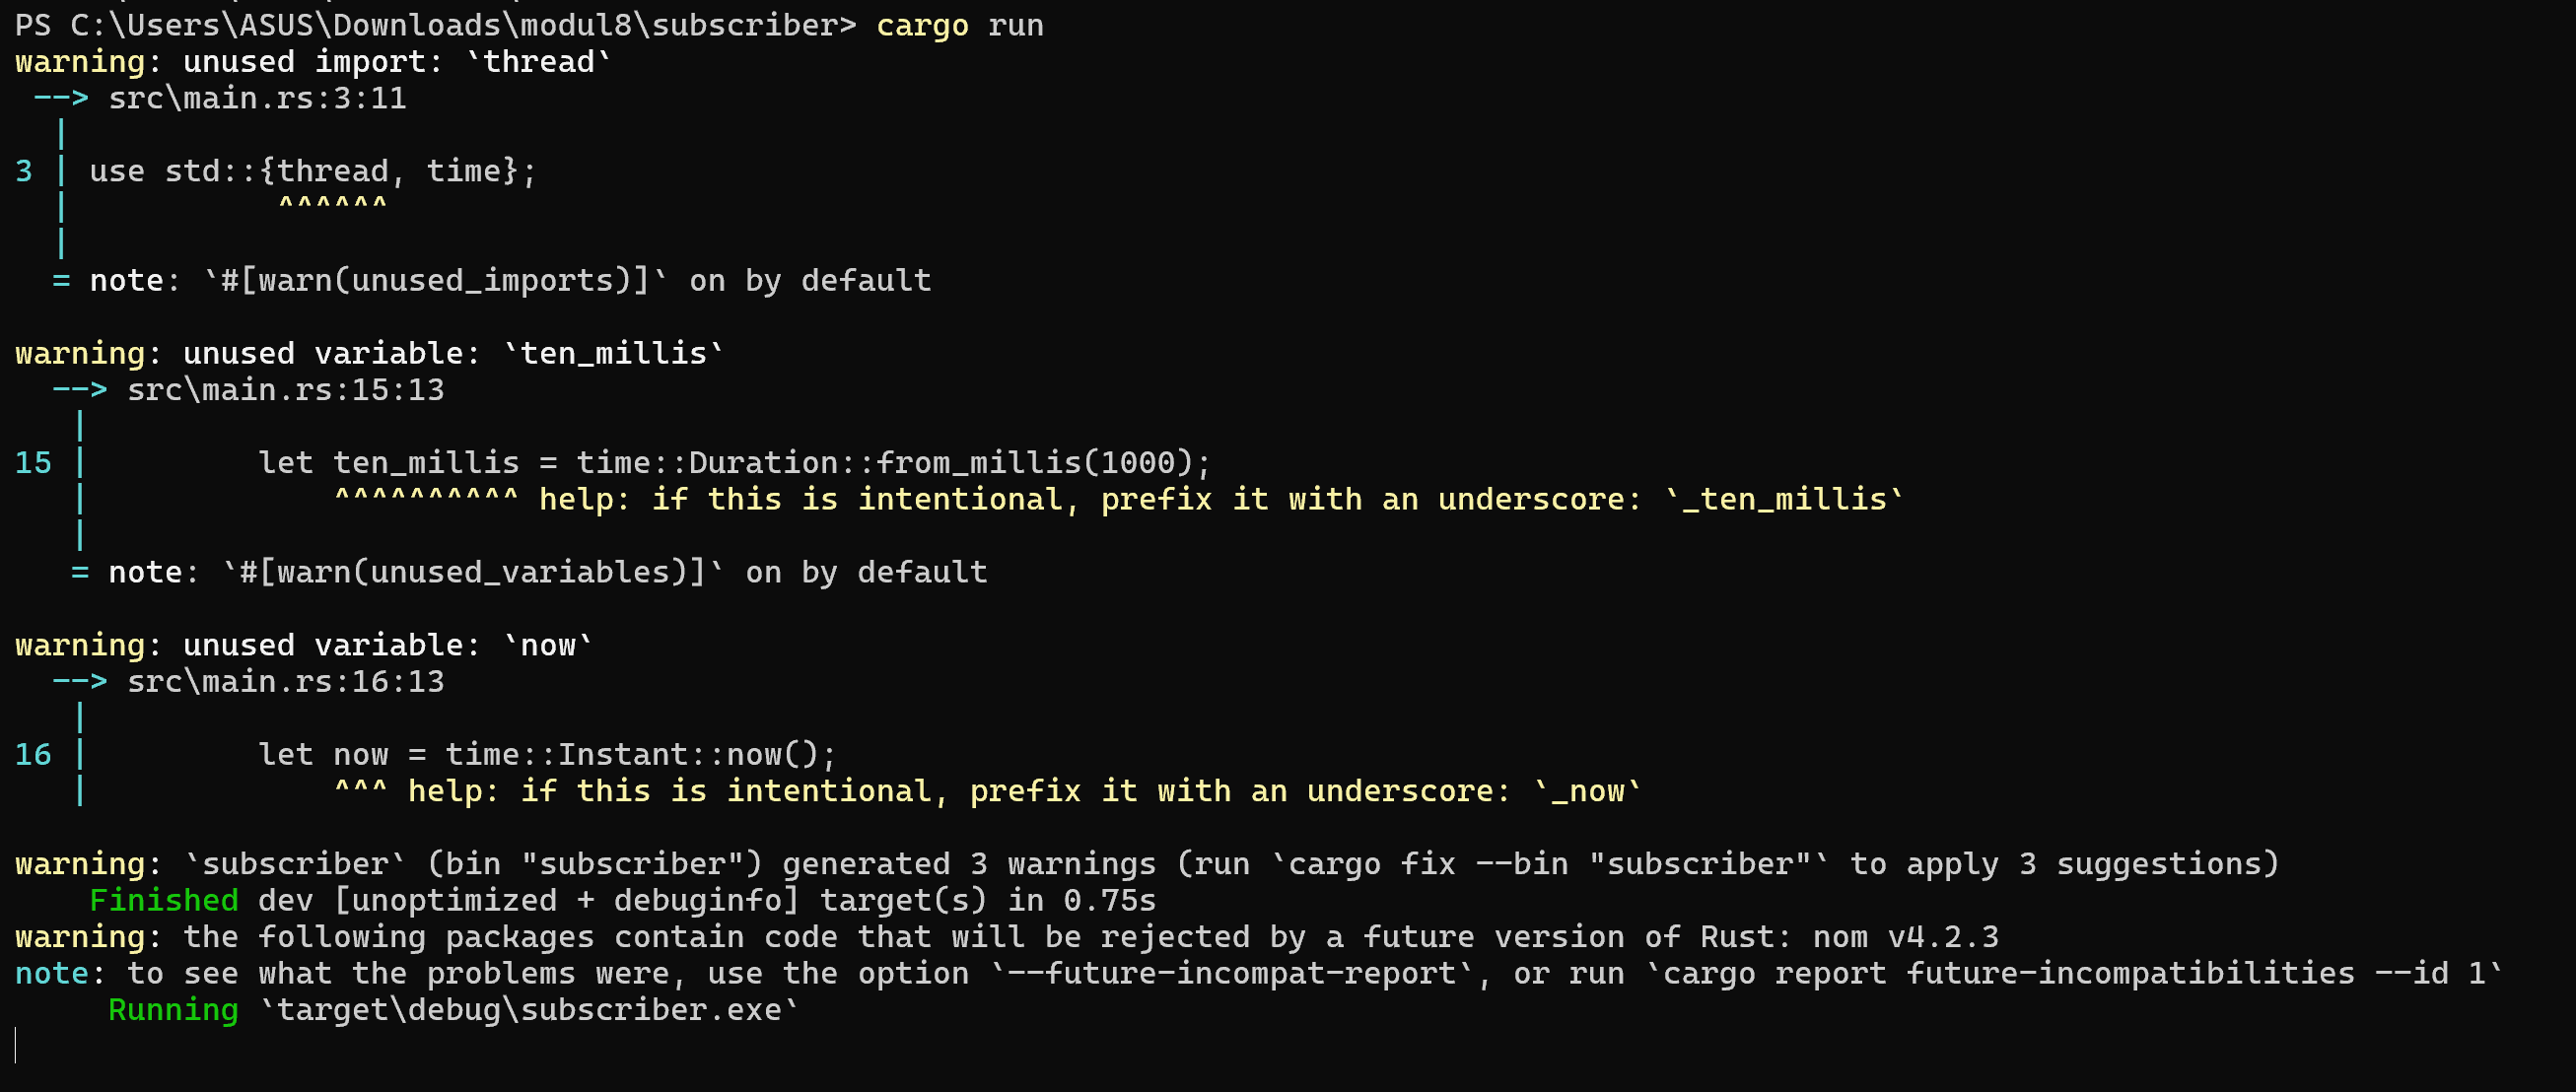 PS C:\Users\ASUS\Downloads\modul8\subscriber> cargo run
warning: unused import: `thread`
 --> src\main.rs:3:11
  |
3 | use std::{thread, time};
  |           ^^^^^^
  |
  = note: `#[warn(unused_imports)]` on by default

warning: unused variable: `ten_millis`
  --> src\main.rs:15:13
   |
15 |         let ten_millis = time::Duration::from_millis(1000);
   |             ^^^^^^^^^^ help: if this is intentional, prefix it with an underscore: `_ten_millis`
   |
   = note: `#[warn(unused_variables)]` on by default

warning: unused variable: `now`
  --> src\main.rs:16:13
   |
16 |         let now = time::Instant::now();
   |             ^^^ help: if this is intentional, prefix it with an underscore: `_now`

warning: `subscriber` (bin "subscriber") generated 3 warnings (run `cargo fix --bin "subscriber"` to apply 3 suggestions)
    Finished dev [unoptimized + debuginfo] target(s) in 0.75s
warning: the following packages contain code that will be rejected by a future version of Rust: nom v4.2.3
note: to see what the problems were, use the option `--future-incompat-report`, or run `cargo report future-incompatibilities --id 1`
     Running `target\debug\subscriber.exe`